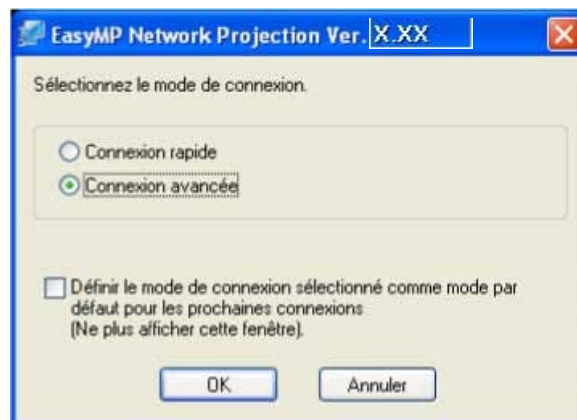 EasyMP Network Projection Ver. X.XX
Sélectionnez le mode de connexion.
Connexion rapide
Connexion avancée
Définir le mode de connexion sélectionné comme mode par
défaut pour les prochaines connexions
(Ne plus afficher cette fenêtre).
OK
Annuler